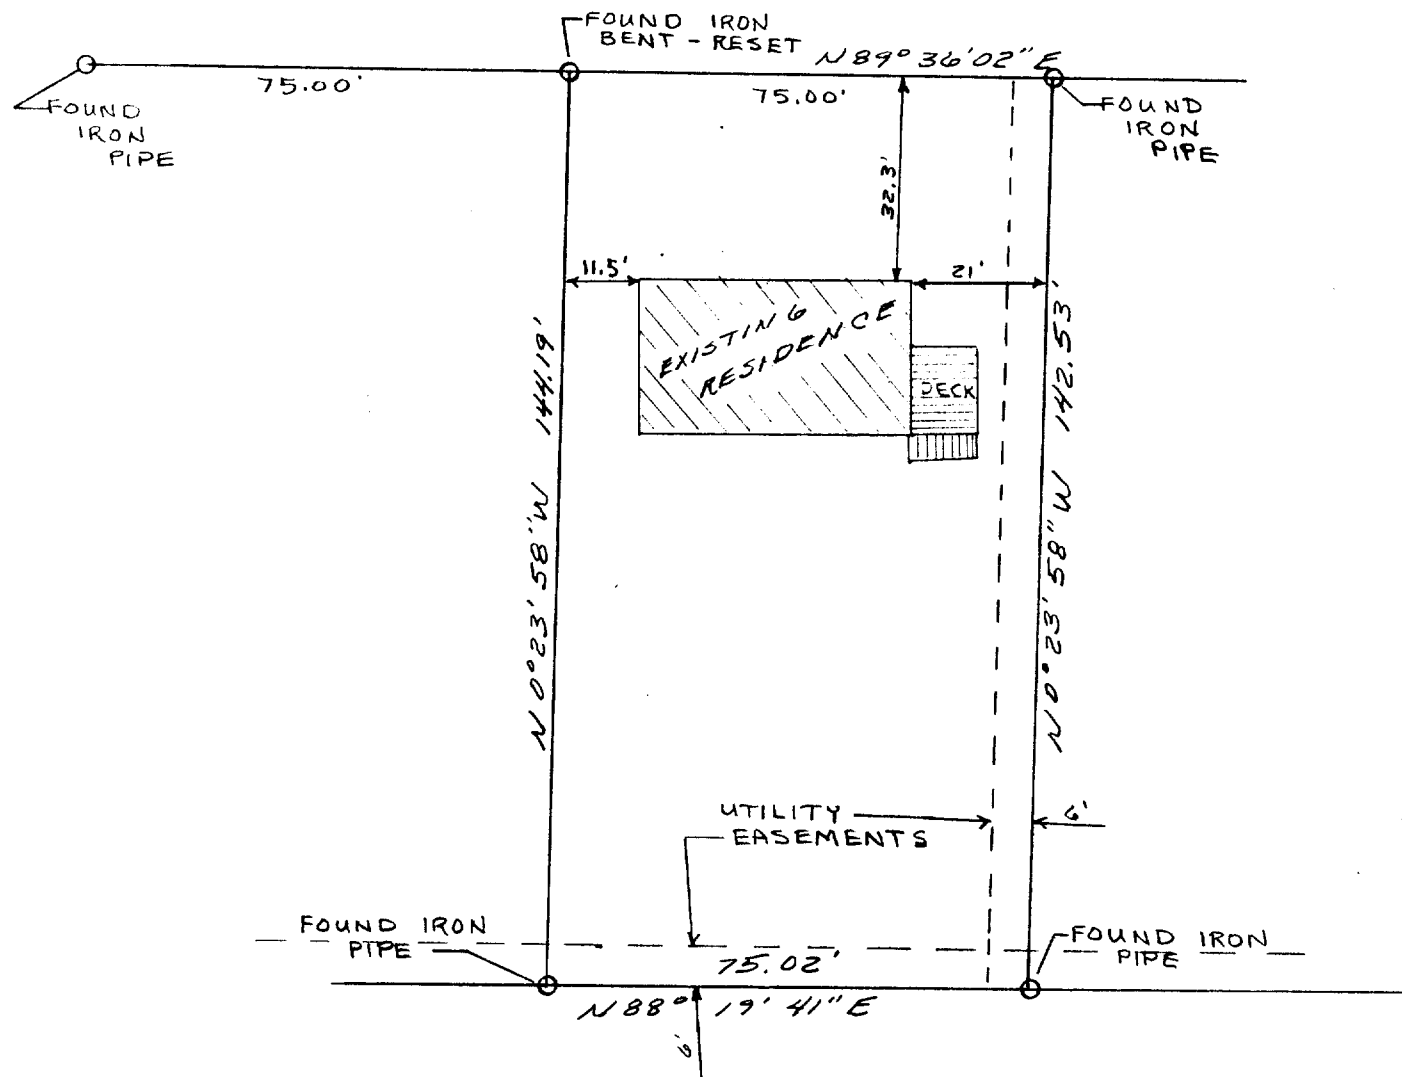 FOUND IRON
BENT - RESET
N 89° 36' 02" E
75.00'
75.00'
FOUND
IRON
PIPE
FOUND
IRON
PIPE
32.3'
11.5'
21'
EXISTING
RESIDENCE
DECK
N 0° 23' 58" W 144.19'
N 0° 23' 58" W 142.53'
UTILITY
EASEMENTS
6'
FOUND IRON
PIPE
FOUND IRON
PIPE
75.02'
N 88° 19' 41" E
6'